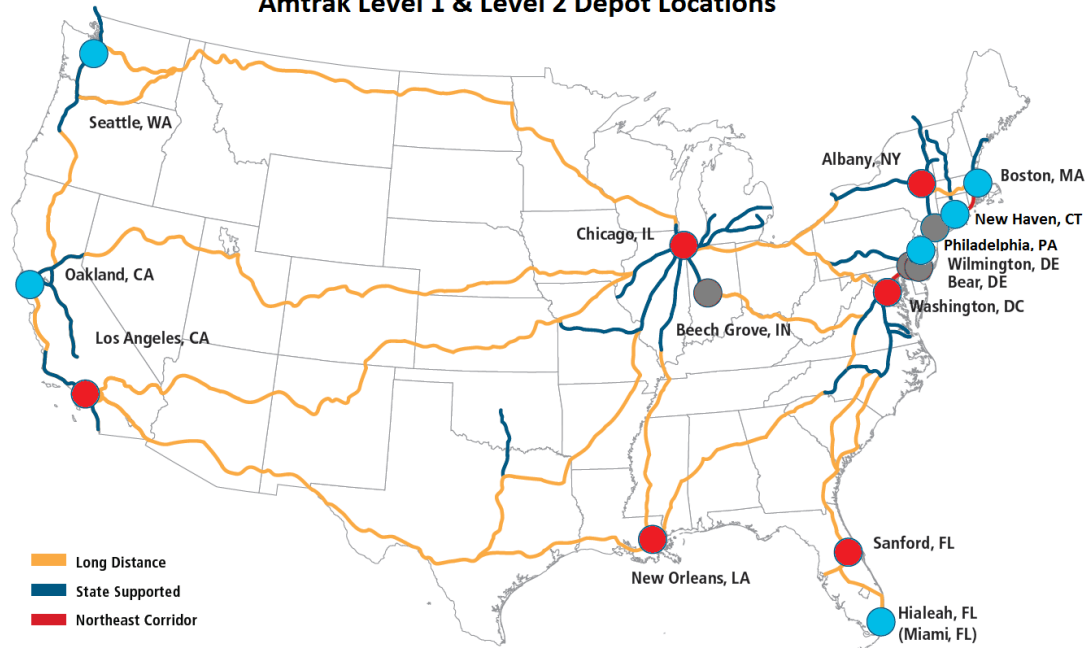 Amtrak Level 1 & Level 2 Depot Locations
Seattle, WA
Albany, NY
Boston, MA
New Haven, CT
Chicago, IL
Philadelphia, PA
Wilmington, DE
Oakland, CA
Bear, DE
Washington, DC
Beech Grove, IN
Los Angeles, CA
Sanford, FL
Long Distance
New Orleans, LA
State Supported
Northeast Corridor
Hialeah, FL
(Miami, FL)